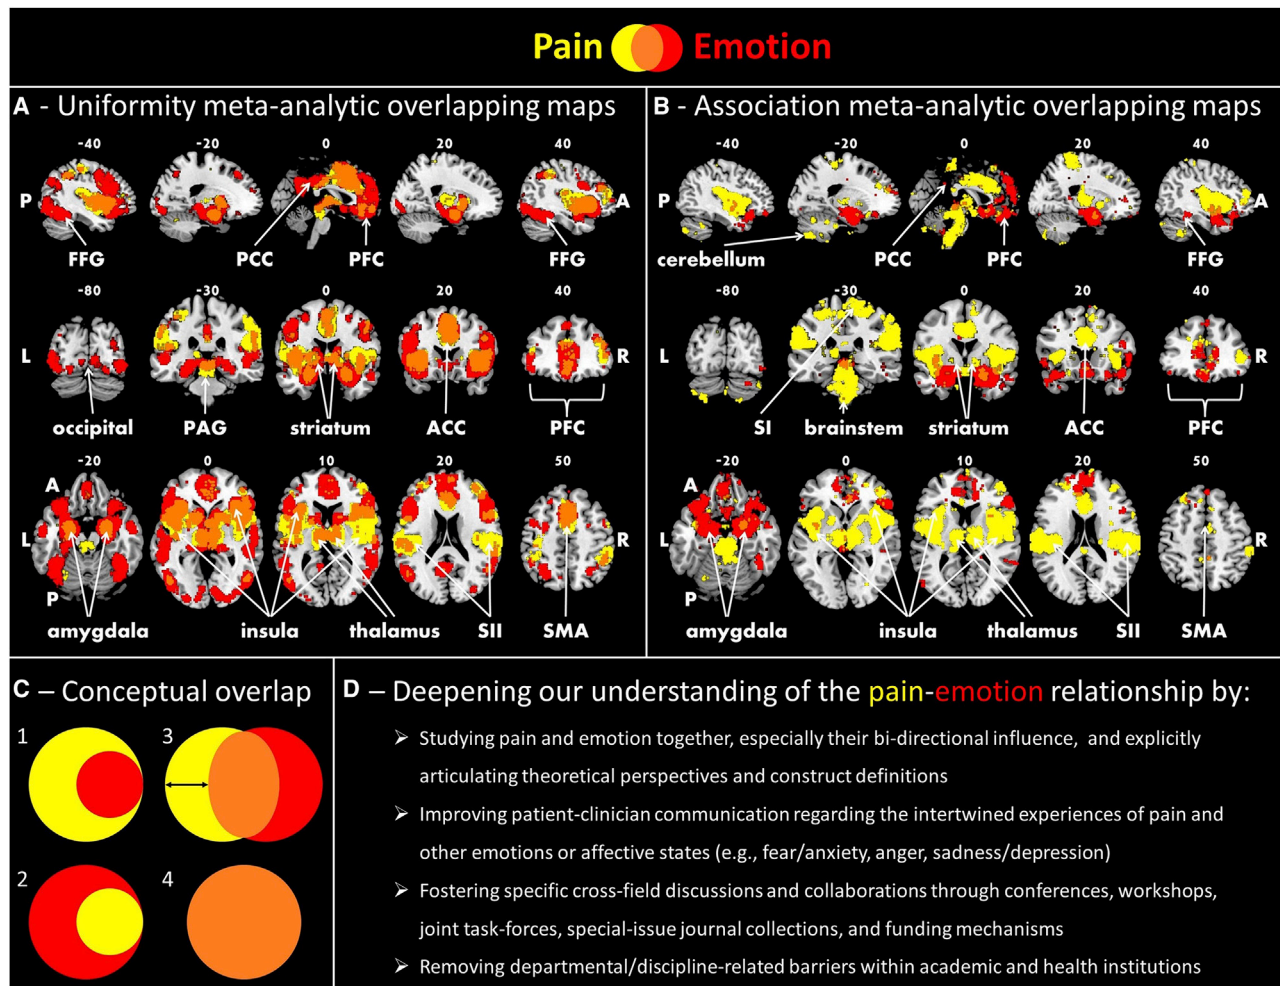 Pain Emotion
A - Uniformity meta-analytic overlapping maps
-40 -20 0 20 40
P A
FFG PCC PFC FFG
-80 -30 0 20 40
L R
occipital PAG striatum ACC PFC
-20 0 10 20 50
A
L R
P
amygdala insula thalamus SII SMA
B - Association meta-analytic overlapping maps
-40 -20 0 20 40
P A
cerebellum PCC PFC FFG
-80 -30 0 20 40
L R
SI brainstem striatum ACC PFC
-20 0 10 20 50
A
L R
P
amygdala insula thalamus SII SMA
C – Conceptual overlap
1 3
2 4
D – Deepening our understanding of the pain-emotion relationship by:
➢ Studying pain and emotion together, especially their bi-directional influence, and explicitly
articulating theoretical perspectives and construct definitions
➢ Improving patient-clinician communication regarding the intertwined experiences of pain and
other emotions or affective states (e.g., fear/anxiety, anger, sadness/depression)
➢ Fostering specific cross-field discussions and collaborations through conferences, workshops,
joint task-forces, special-issue journal collections, and funding mechanisms
➢ Removing departmental/discipline-related barriers within academic and health institutions